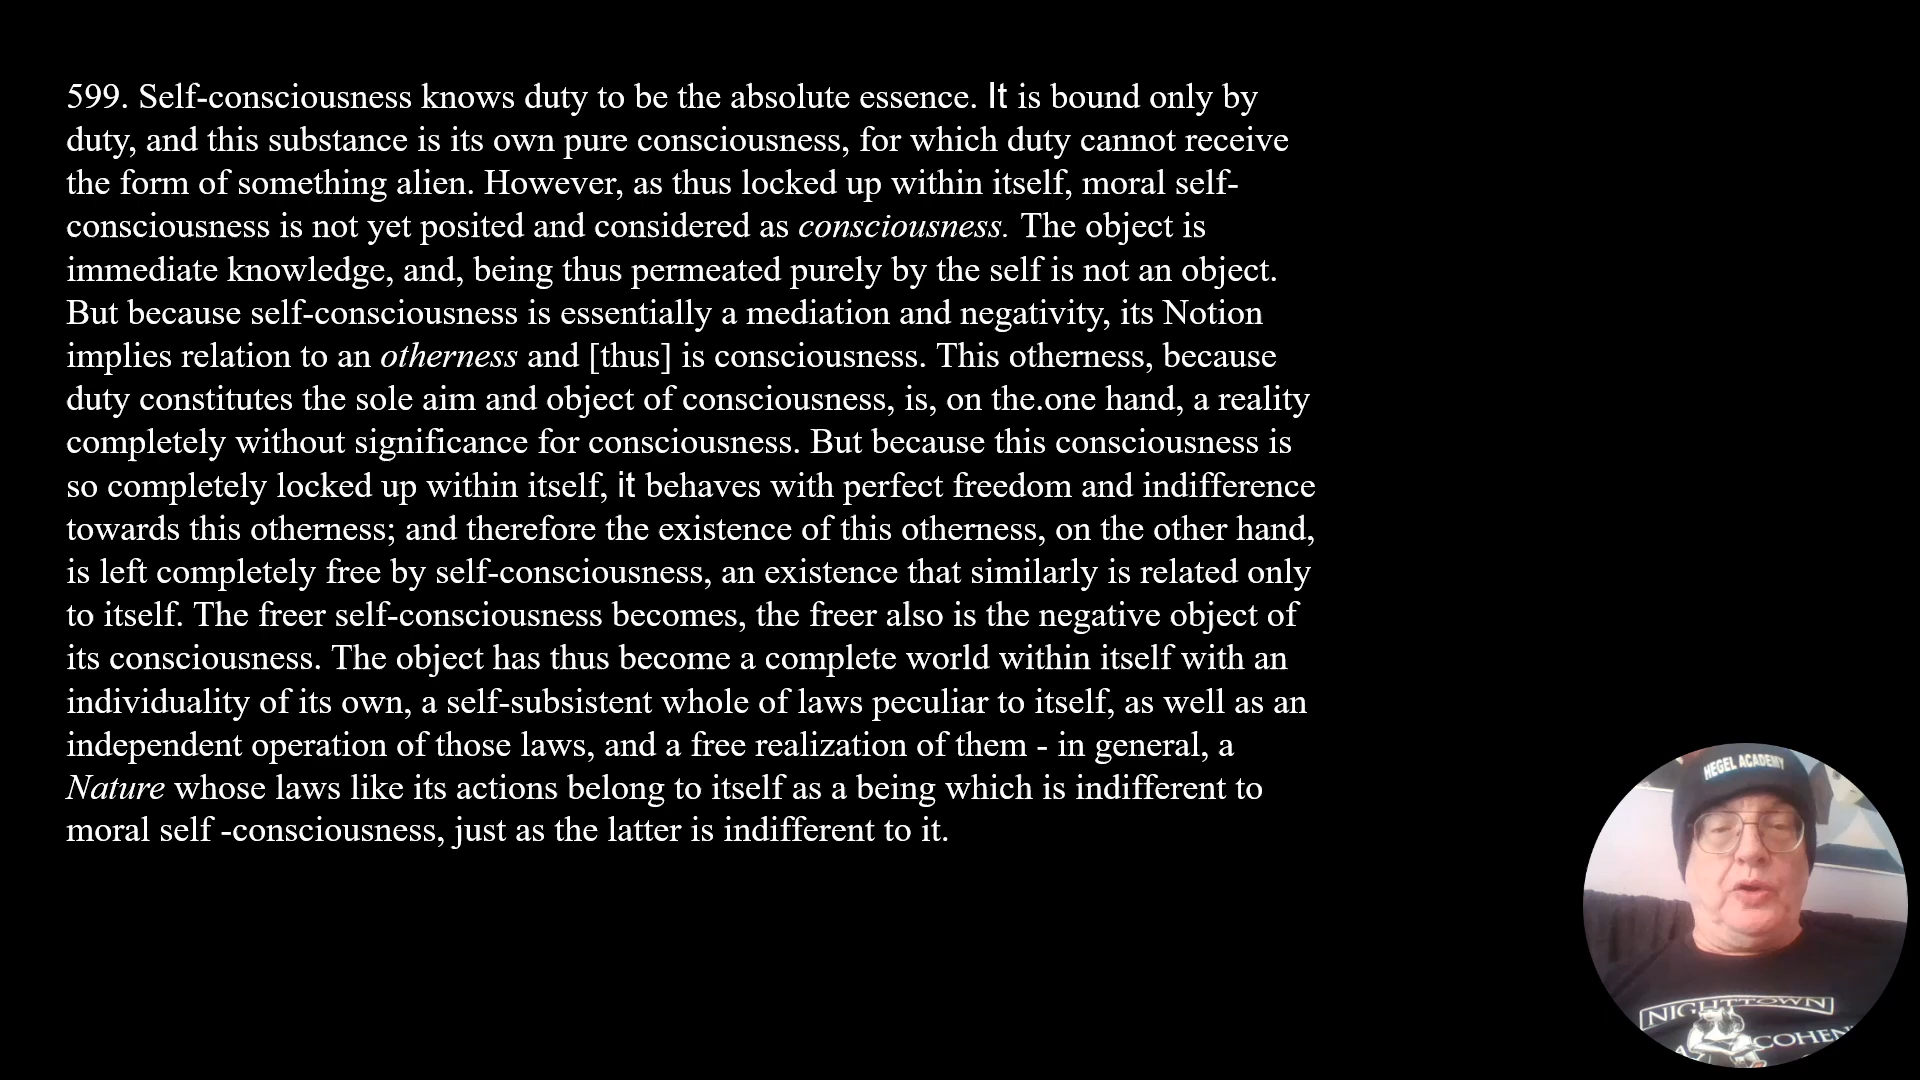 599. Self-consciousness knows duty to be the absolute essence. It is bound only by
duty, and this substance is its own pure consciousness, for which duty cannot receive
the form of something alien. However, as thus locked up within itself, moral self-
consciousness is not yet posited and considered as consciousness. The object is
immediate knowledge, and, being thus permeated purely by the self is not an object.
But because self-consciousness is essentially a mediation and negativity, its Notion
implies relation to an otherness and [thus] is consciousness. This otherness, because
duty constitutes the sole aim and object of consciousness, is, on the.one hand, a reality
completely without significance for consciousness. But because this consciousness is
so completely locked up within itself, it behaves with perfect freedom and indifference
towards this otherness; and therefore the existence of this otherness, on the other hand,
is left completely free by self-consciousness, an existence that similarly is related only
to itself. The freer self-consciousness becomes, the freer also is the negative object of
its consciousness. The object has thus become a complete world within itself with an
individuality of its own, a self-subsistent whole of laws peculiar to itself, as well as an
independent operation of those laws, and a free realization of them - in general, a
Nature whose laws like its actions belong to itself as a being which is indifferent to
moral self -consciousness, just as the latter is indifferent to it.
HEGEL ACADEMY
NIGHTTOWN
COHEN